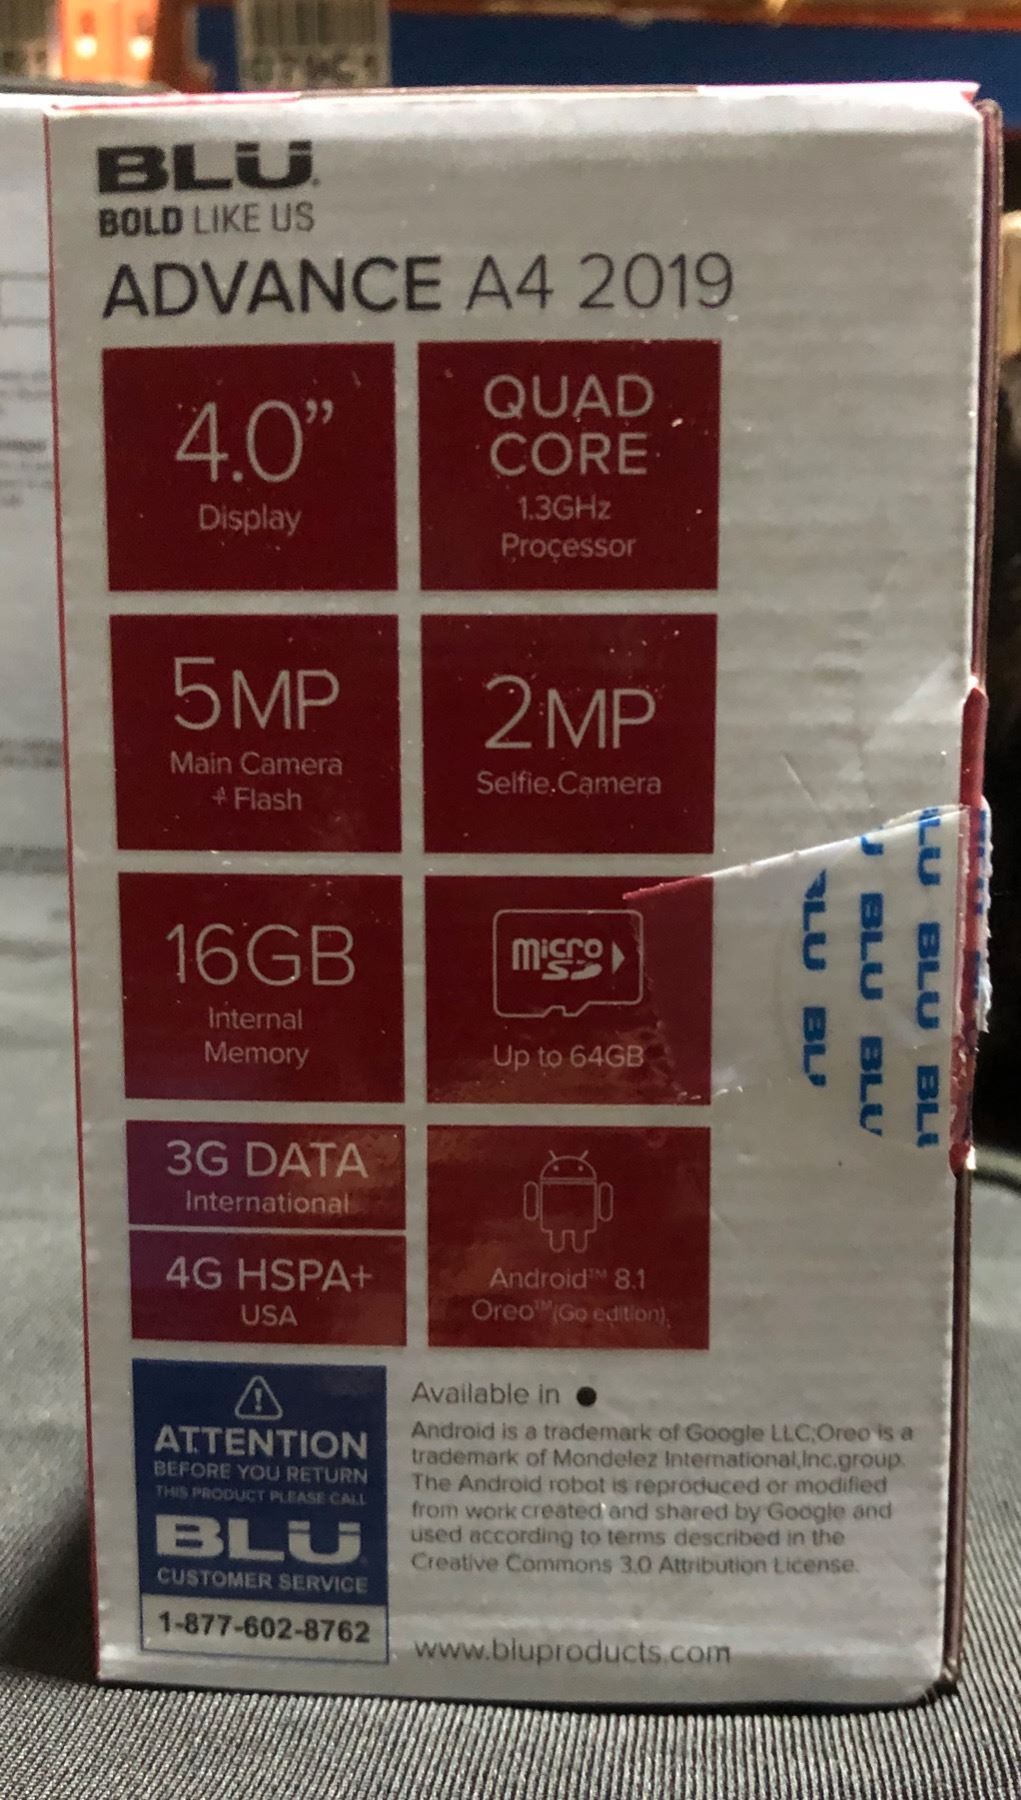 BLU
BOLD LIKE US
ADVANCE A4 2019
4.0”
Display
QUAD
CORE
1.3GHz
Processor
5MP
Main Camera
+ Flash
2MP
Selfie Camera
16GB
Internal
Memory
micro
SD
Up to 64GB
3G DATA
International
4G HSPA+
USA
Android™ 8.1
Oreo™(Go edition)
ATTENTION
BEFORE YOU RETURN
THIS PRODUCT PLEASE CALL
BLU
CUSTOMER SERVICE
1-877-602-8762
Available in
Android is a trademark of Google LLC,Oreo is a
trademark of Mondelez International,Inc.group.
The Android robot is reproduced or modified
from work created and shared by Google and
used according to terms described in the
Creative Commons 3.0 Attribution License.
www.bluproducts.com
BLU
BLU BLU
BLU